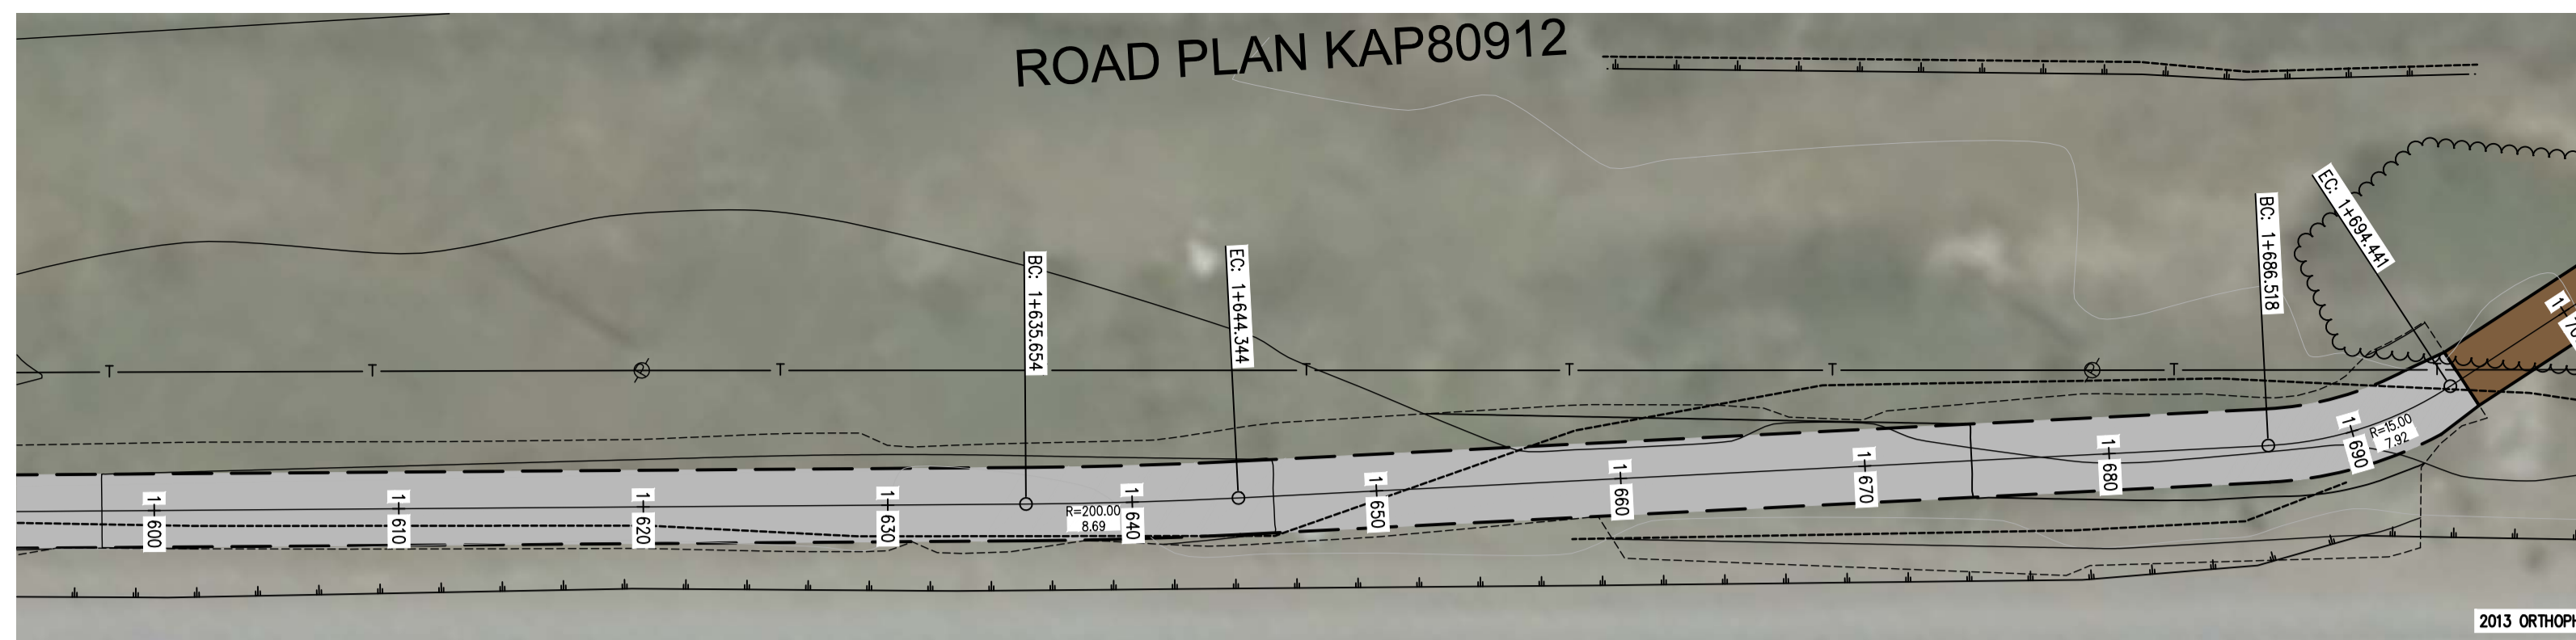 ROAD PLAN KAP80912
T
T
T
T
T
T
T
BC: 1+635.654
EC: 1+644.344
BC: 1+686.518
EC: 1+694.441
1+600
1+610
1+620
1+630
R=200.00
8.69
1+640
1+650
1+660
1+670
1+680
1+690
R=15.00
7.92
2013